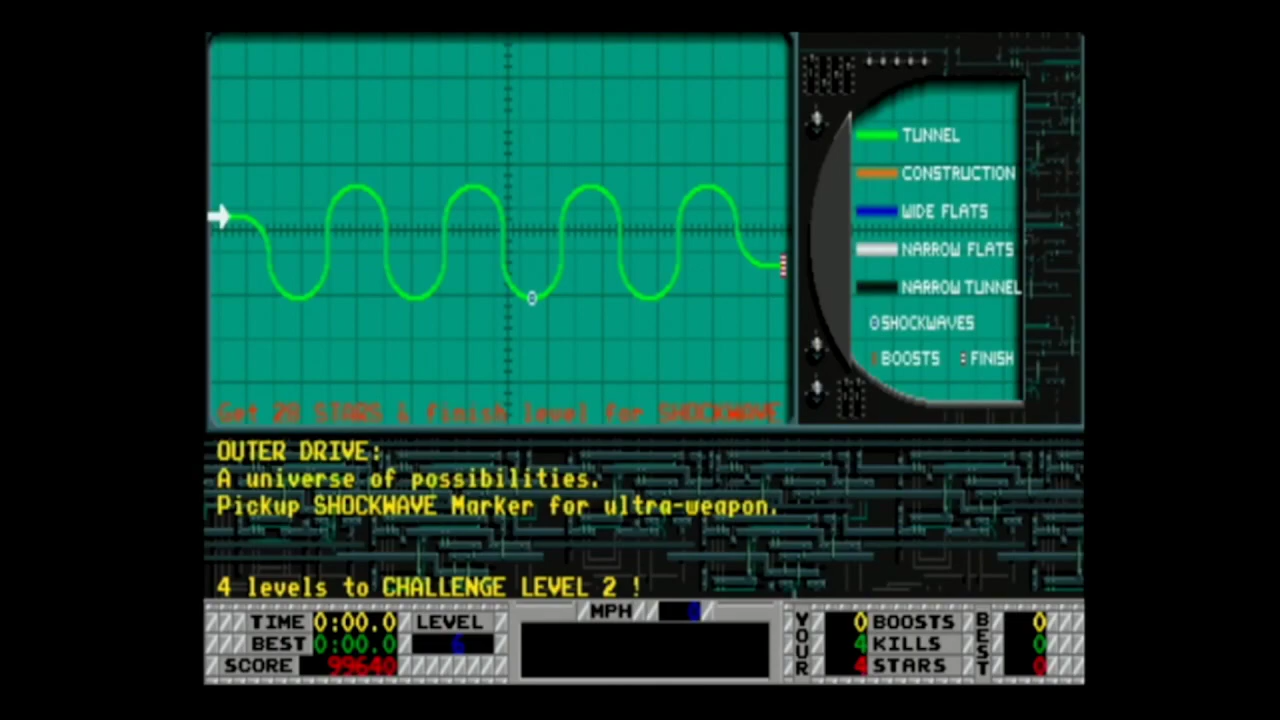 TUNNEL
CONSTRUCTION
WIDE FLATS
NARROW FLATS
NARROW TUNNEL
SHOCKWAVES
BOOSTS FINISH
Get 28 STARS & finish level for SHOCKWAVE
OUTER DRIVE:
A universe of possibilities.
Pickup SHOCKWAVE Marker for ultra-weapon.
4 levels to CHALLENGE LEVEL 2 !
MPH 0
TIME 0:00.0 LEVEL
BEST 0:00.0 6
SCORE 99640
YOUR 0 BOOSTS BEST 0
4 KILLS 0
4 STARS 0